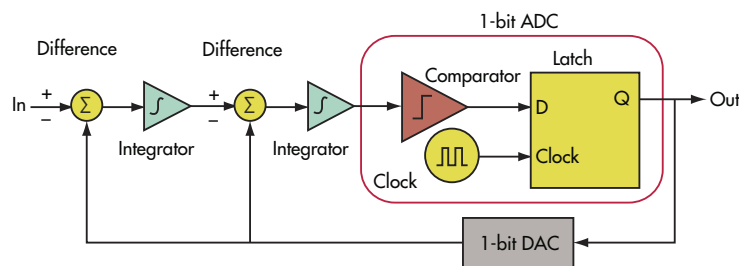 1-bit ADC
Difference
Difference
Latch
Comparator
In
+
−
Σ
∫
+
−
Σ
∫
D
Q
Out
Integrator
Integrator
Clock
Clock
1-bit DAC